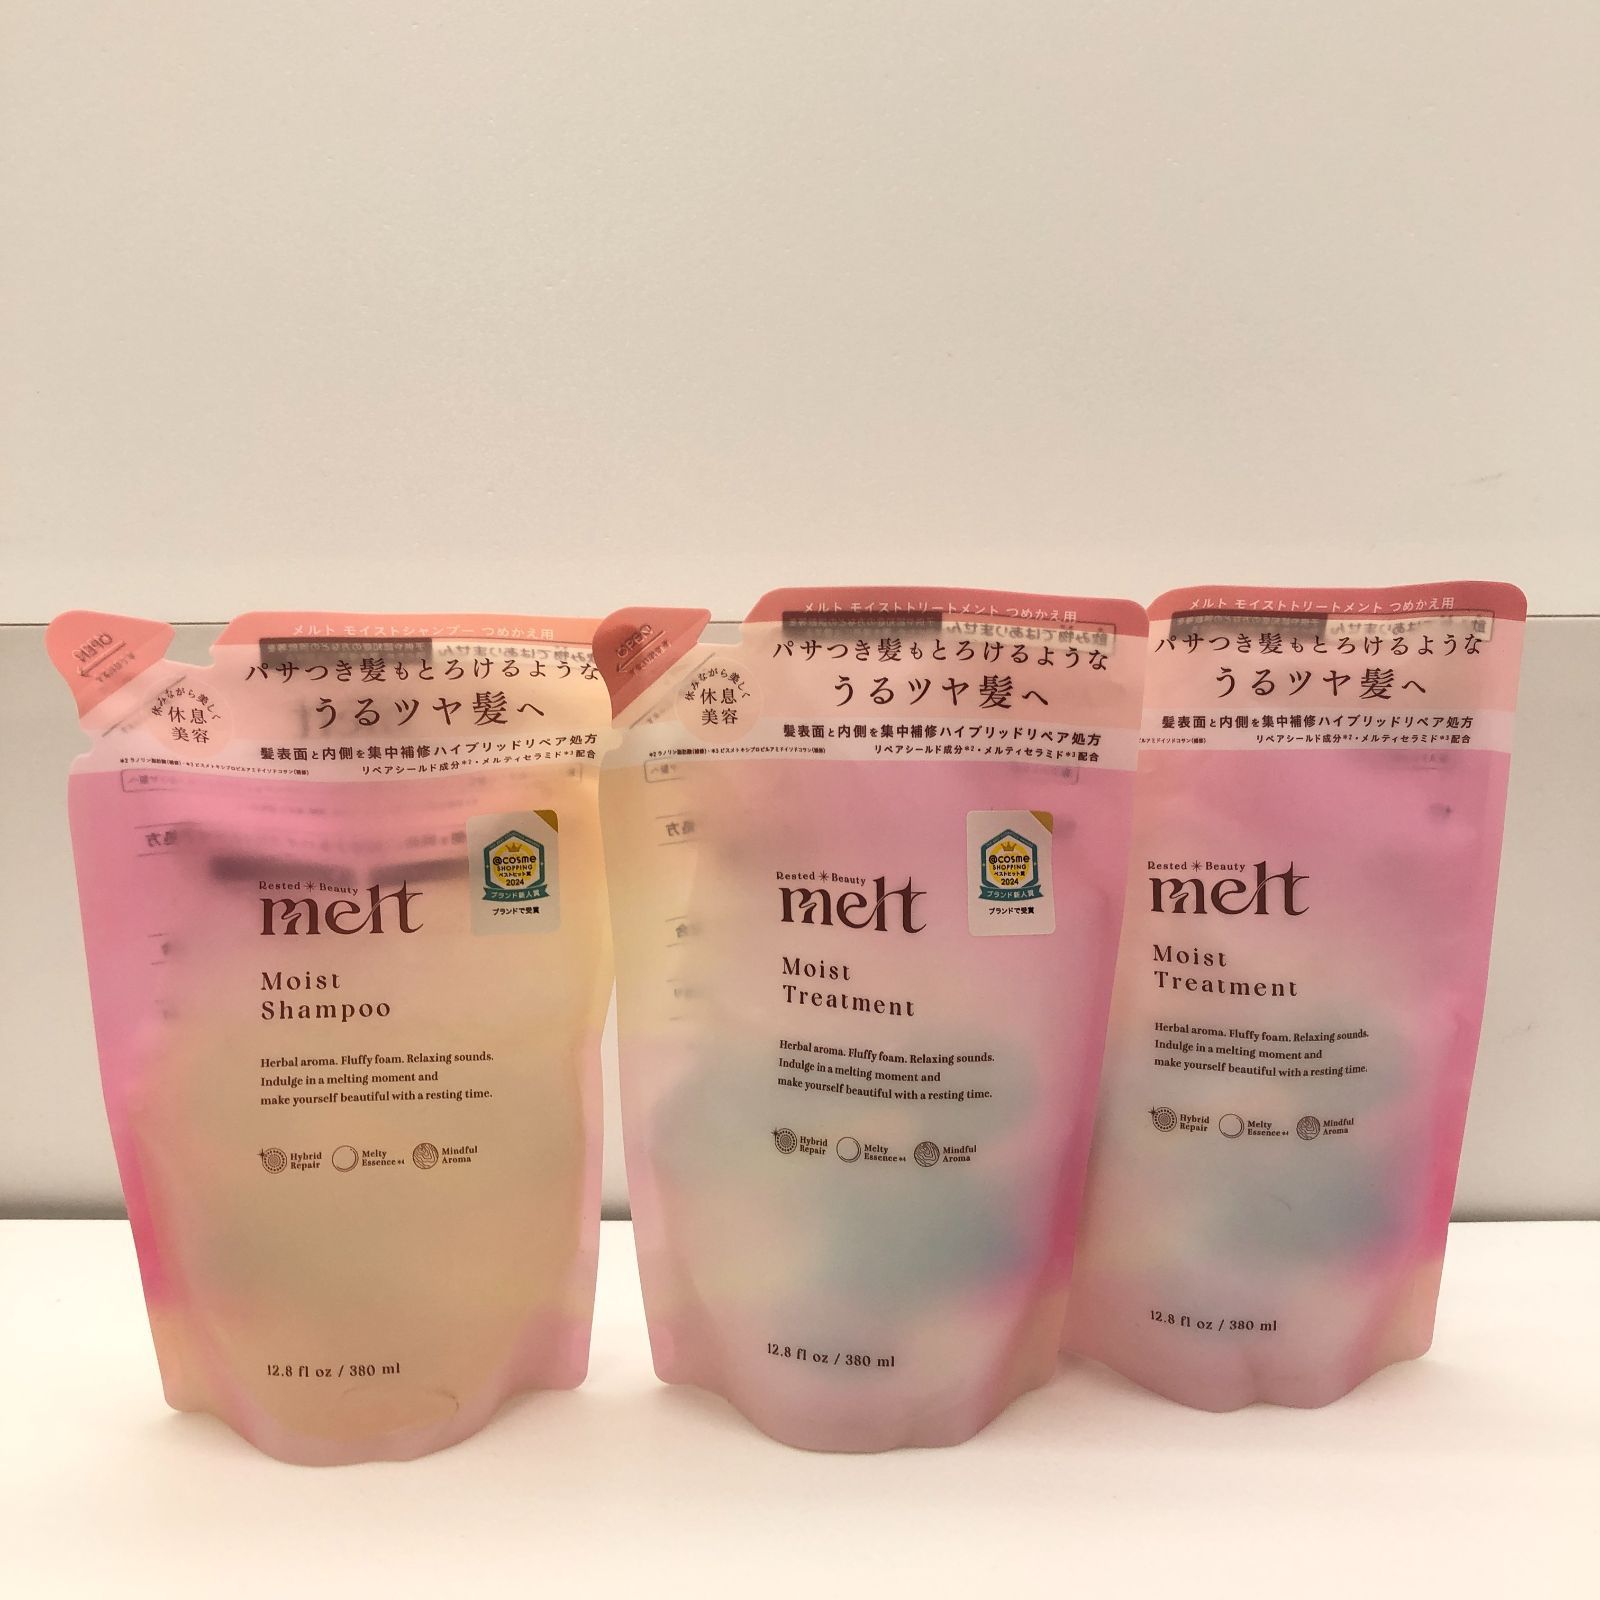 OPEN
メルト モイストシャンプー つめかえ用
パサつき髪もとろけるような
うるツヤ髪へ
休みながら美しく
休息
美容
髪表面と内側を集中補修ハイブリッドリペア処方
リペアシールド成分*2・メルティセラミド*3配合
@cosme
SHOPPING
ベストヒット賞
2024
ブランド新人賞
ブランドで受賞
Rested Beauty
melt
Moist
Shampoo
Herbal aroma. Fluffy foam. Relaxing sounds.
Indulge in a melting moment and
make yourself beautiful with a resting time.
Hybrid
Repair
Melty
Essence*4
Mindful
Aroma
12.8 fl oz / 380 ml
メルト モイストトリートメント つめかえ用
パサつき髪もとろけるような
うるツヤ髪へ
休みながら美しく
休息
美容
髪表面と内側を集中補修ハイブリッドリペア処方
リペアシールド成分*2・メルティセラミド*3配合
@cosme
SHOPPING
ベストヒット賞
2024
ブランド新人賞
ブランドで受賞
Rested Beauty
melt
Moist
Treatment
Herbal aroma. Fluffy foam. Relaxing sounds.
Indulge in a melting moment and
make yourself beautiful with a resting time.
Hybrid
Repair
Melty
Essence*4
Mindful
Aroma
12.8 fl oz / 380 ml
メルト モイストトリートメント つめかえ用
パサつき髪もとろけるような
うるツヤ髪へ
髪表面と内側を集中補修ハイブリッドリペア処方
リペアシールド成分*2・メルティセラミド*3配合
Rested Beauty
melt
Moist
Treatment
Herbal aroma. Fluffy foam. Relaxing sounds.
Indulge in a melting moment and
make yourself beautiful with a resting time.
Hybrid
Repair
Melty
Essence*4
Mindful
Aroma
12.8 fl oz / 380 ml